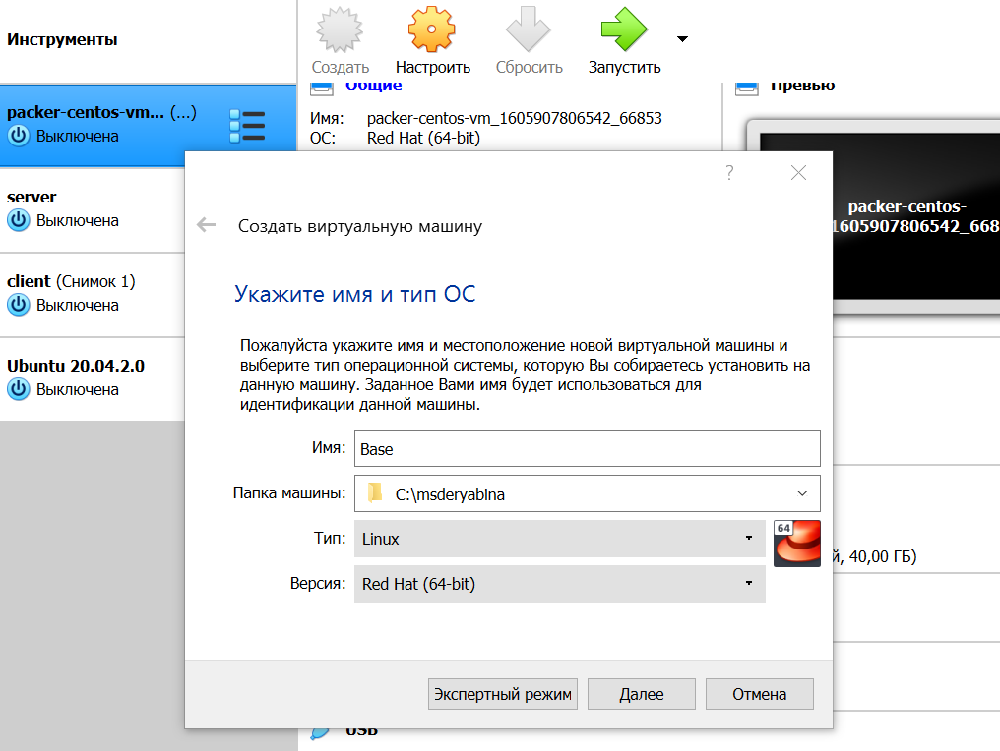 Инструменты
Создать
Настроить
Сбросить
Запустить
packer-centos-vm... (...)
Выключена
server
Выключена
client (Снимок 1)
Выключена
Ubuntu 20.04.2.0
Выключена
Общие
Имя: packer-centos-vm_1605907806542_66853
ОС: Red Hat (64-bit)
Превью
packer-centos-
1605907806542_668
?
Создать виртуальную машину
Укажите имя и тип ОС
Пожалуйста укажите имя и местоположение новой виртуальной машины и
выберите тип операционной системы, которую Вы собираетесь установить на
данную машину. Заданное Вами имя будет использоваться для
идентификации данной машины.
Имя: Base
Папка машины: C:\msderyabina
Тип: Linux
64
Версия: Red Hat (64-bit)
Экспертный режим
Далее
Отмена
й, 40,00 ГБ)
USB